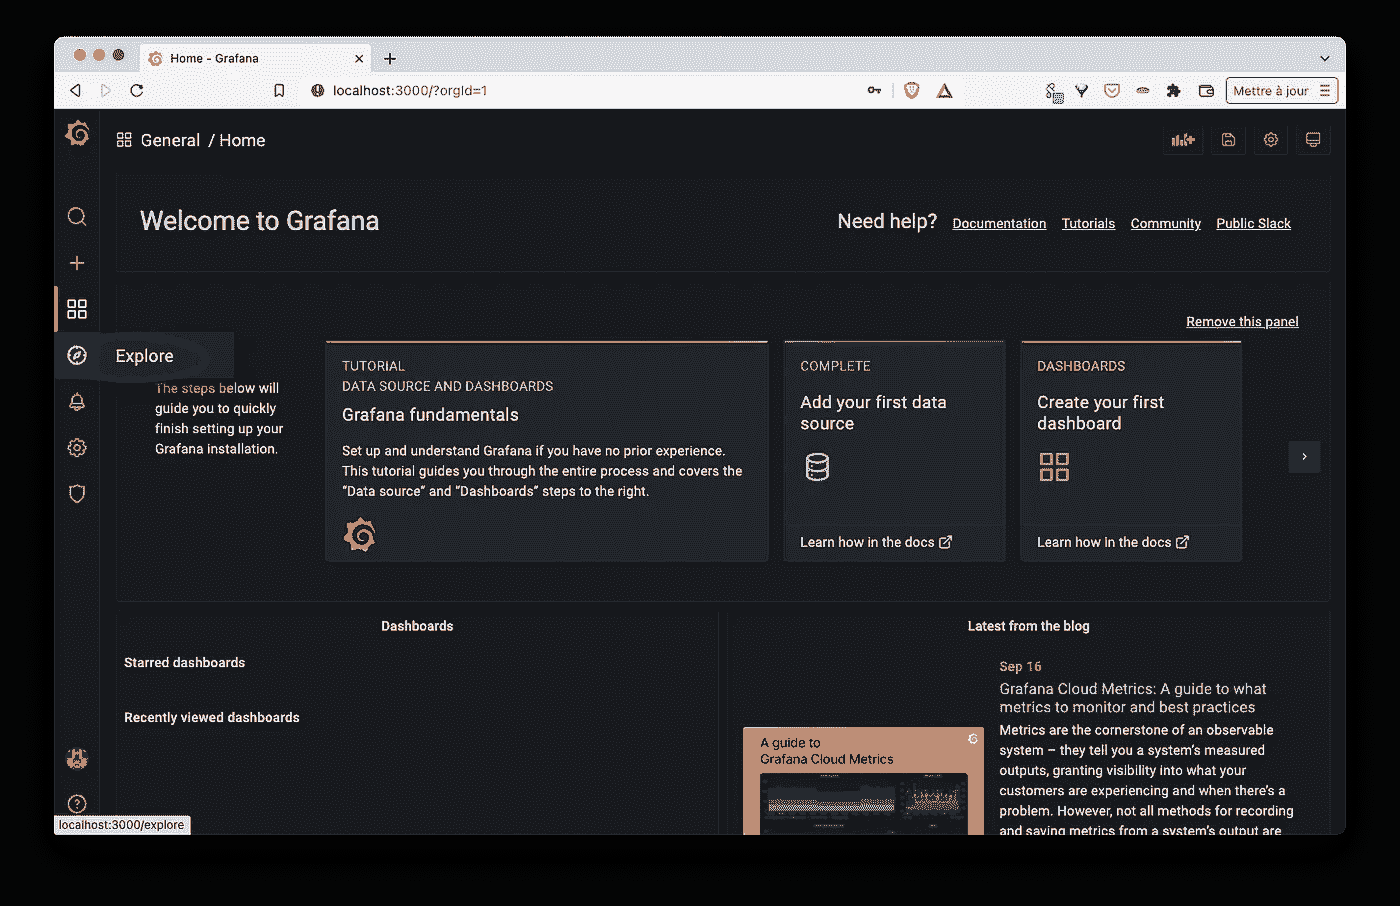 Home - Grafana
localhost:3000/?orgId=1
Mettre à jour
General / Home
Welcome to Grafana
Need help? Documentation Tutorials Community Public Slack
Remove this panel
Explore
The steps below will
guide you to quickly
finish setting up your
Grafana installation.
TUTORIAL
DATA SOURCE AND DASHBOARDS
Grafana fundamentals
Set up and understand Grafana if you have no prior experience.
This tutorial guides you through the entire process and covers the
“Data source” and “Dashboards” steps to the right.
COMPLETE
Add your first data
source
Learn how in the docs
DASHBOARDS
Create your first
dashboard
Learn how in the docs
Dashboards
Starred dashboards
Recently viewed dashboards
Latest from the blog
Sep 16
Grafana Cloud Metrics: A guide to what
metrics to monitor and best practices
Metrics are the cornerstone of an observable
system – they tell you a system’s measured
outputs, granting visibility into what your
customers are experiencing and when there’s a
problem. However, not all methods for recording
and saving metrics from a system’s output are
A guide to
Grafana Cloud Metrics
localhost:3000/explore